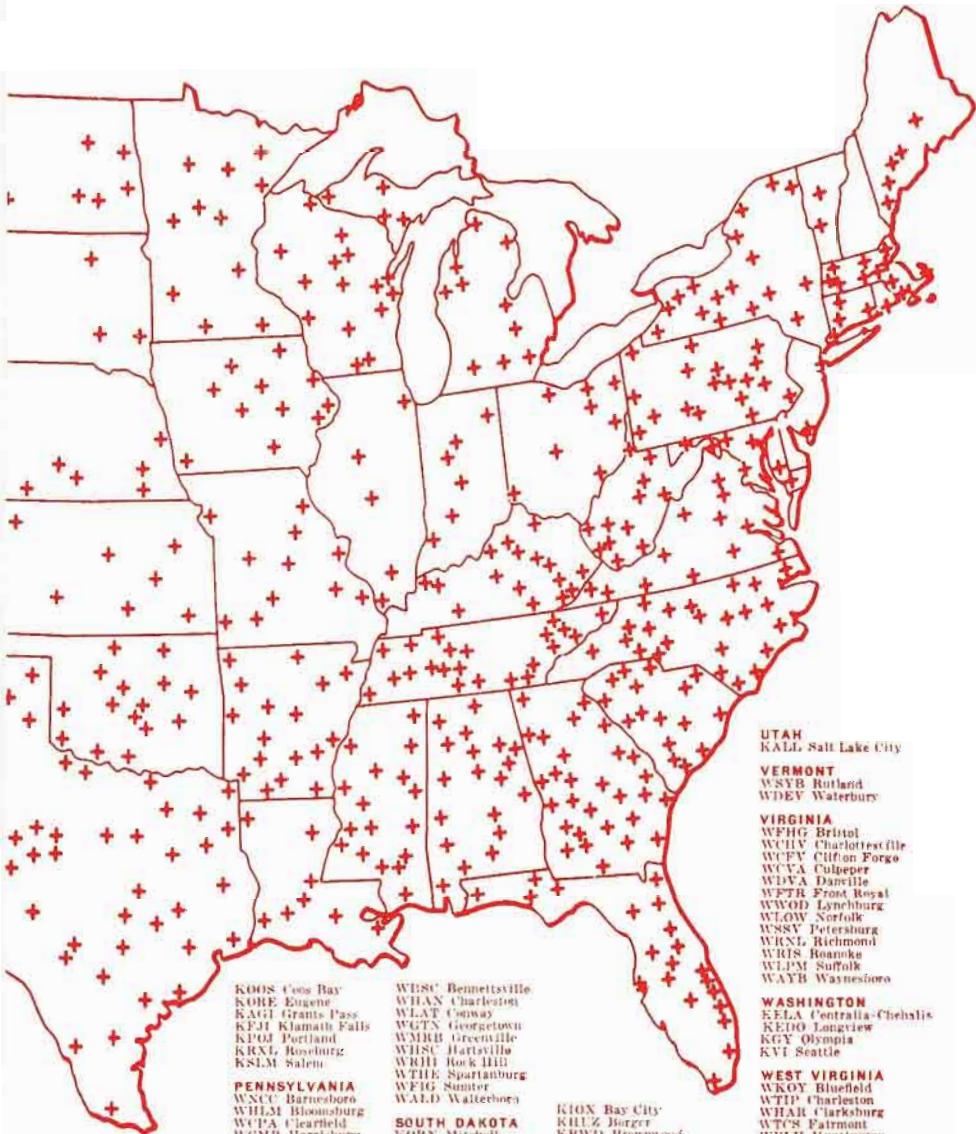 KOOS Coos Bay
KORE Eugene
KAGI Grants Pass
KFJI Klamath Falls
KPOJ Portland
KRXL Roseburg
KSLM Salem
PENNSYLVANIA
WNCC Barnesboro
WHLM Bloomsburg
WCPA Clearfield
WBSC Bennettsville
WHAN Charleston
WLAT Conway
WGTN Georgetown
WMRB Greenville
WHSC Hartsville
WRHI Rock Hill
WTHE Spartanburg
WFIG Sumter
WALD Walterboro
SOUTH DAKOTA
KIOX Bay City
KHUZ Borger
UTAH
KALL Salt Lake City
VERMONT
WSYB Rutland
WDEV Waterbury
VIRGINIA
WFHG Bristol
WCHV Charlottesville
WCFV Clifton Forge
WCVA Culpeper
WDVA Danville
WFTR Front Royal
WWOD Lynchburg
WLOW Norfolk
WSSV Petersburg
WRNL Richmond
WRIS Roanoke
WLPM Suffolk
WAYB Waynesboro
WASHINGTON
KELA Centralia-Chehalis
KEDO Longview
KGY Olympia
KVI Seattle
WEST VIRGINIA
WKOY Bluefield
WTIP Charleston
WHAR Clarksburg
WTCS Fairmont